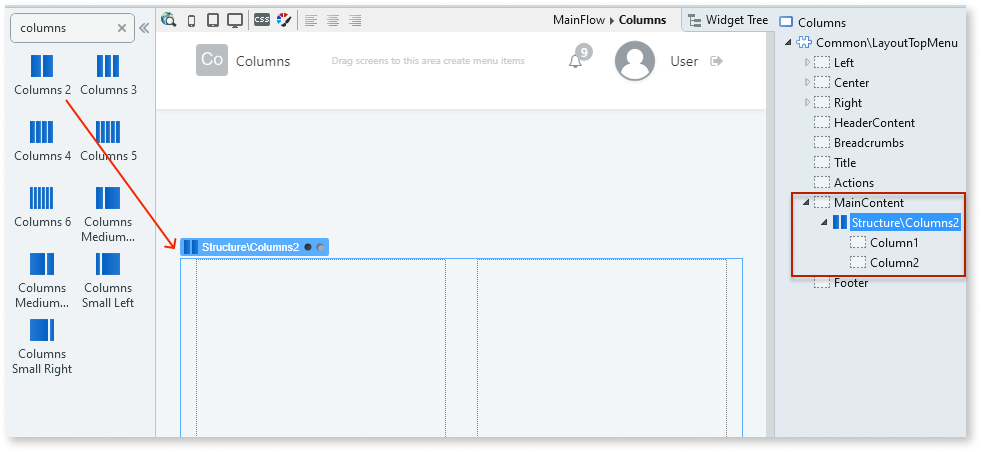 columns
Columns 2
Columns 3
Columns 4
Columns 5
Columns 6
Columns
Medium...
Columns
Medium...
Columns
Small Left
Columns
Small Right
CSS
MainFlow ▸ Columns
Widget Tree
Co
Columns
Drag screens to this area create menu items
9
User
Structure\Columns2
Columns
Common\LayoutTopMenu
Left
Center
Right
HeaderContent
Breadcrumbs
Title
Actions
MainContent
Structure\Columns2
Column1
Column2
Footer